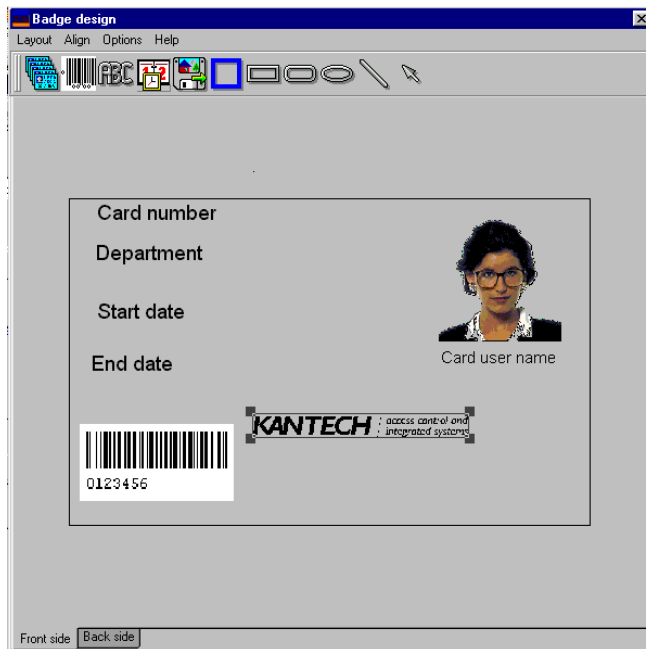 Badge design
Layout Align Options Help
ABC
Card number
Department
Start date
End date
Card user name
KANTECH
access control and
integrated systems
0123456
Front side Back side